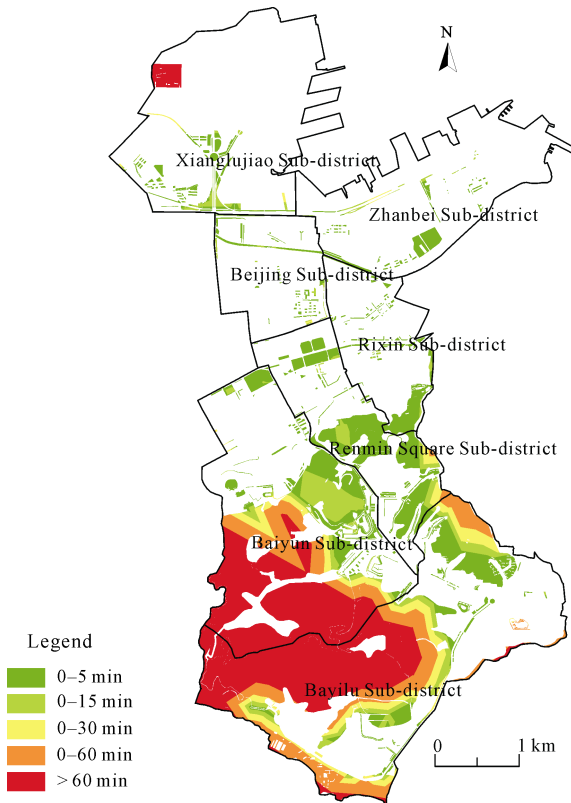 N
Xianglujiao Sub-district
Zhanbei Sub-district
Beijing Sub-district
Rixin Sub-district
Renmin Square Sub-district
Baiyun Sub-district
Bayilu Sub-district
Legend
0–5 min
0–15 min
0–30 min
0–60 min
> 60 min
0 1 km